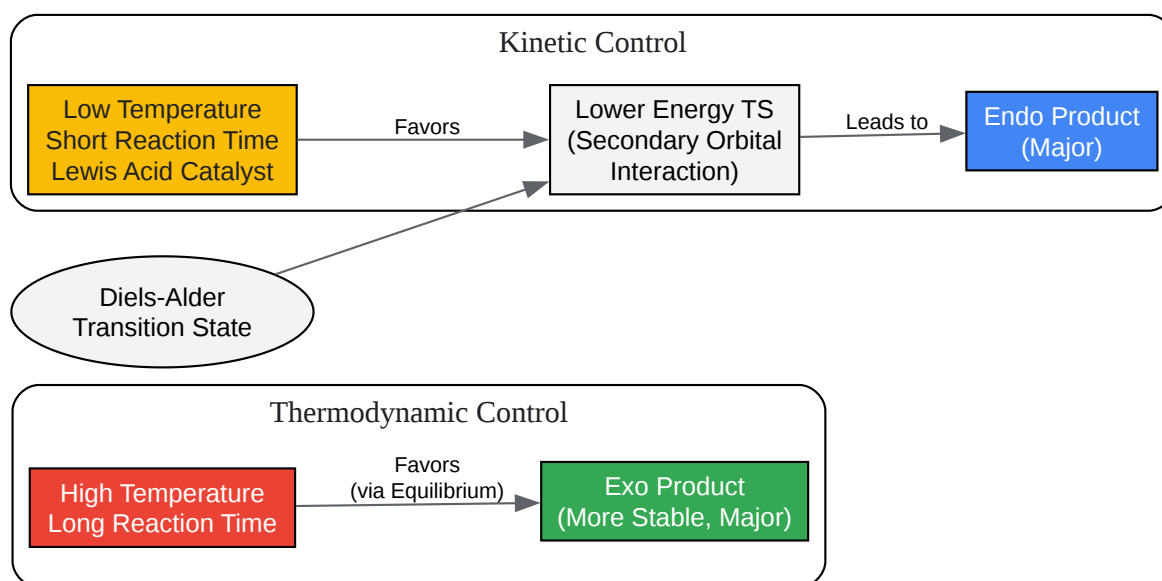 Kinetic Control
Low Temperature
Short Reaction Time
Lewis Acid Catalyst
Favors
Lower Energy TS
(Secondary Orbital
Interaction)
Leads to
Endo Product
(Major)
Diels-Alder
Transition State
Thermodynamic Control
High Temperature
Long Reaction Time
Favors
(via Equilibrium)
Exo Product
(More Stable, Major)